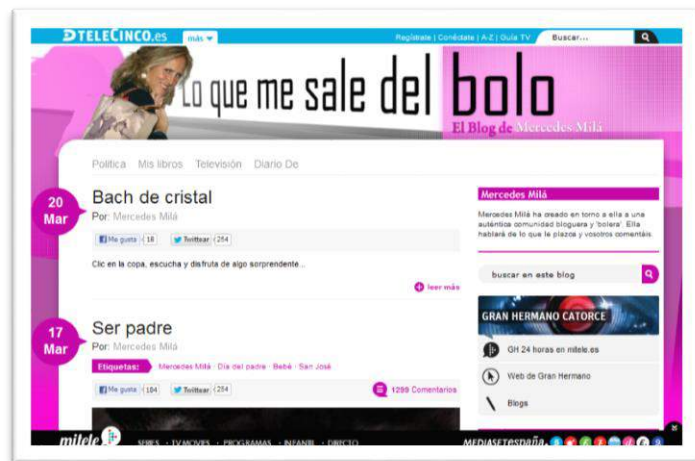 TELECINCO.es
más
Regístrate | Conéctate | A-Z | Guía TV
Buscar...
Lo que me sale del bolo
El Blog de Mercedes Milá
Política Mis libros Televisión Diario De
20 Mar
Bach de cristal
Por: Mercedes Milá
Me gusta 18 Twittear 254
Clic en la copa, escucha y disfruta de algo sorprendente...
leer más
17 Mar
Ser padre
Por: Mercedes Milá
Etiquetas: Mercedes Milá · Día del padre · Bebé · San José
Me gusta 184 Twittear 254
1299 Comentarios
Mercedes Milá
Mercedes Milá ha creado en torno a ella a una
auténtica comunidad bloguera y 'bolera'. Ella
hablará de lo que le plazca y vosotros comentáis.
buscar en este blog
GRAN HERMANO CATORCE
GH 24 horas en mitele.es
Web de Gran Hermano
Blogs
mitele
SERIES · TV MOVIES · PROGRAMAS · INFANTIL · DIRECTO
MEDIASETespaña.